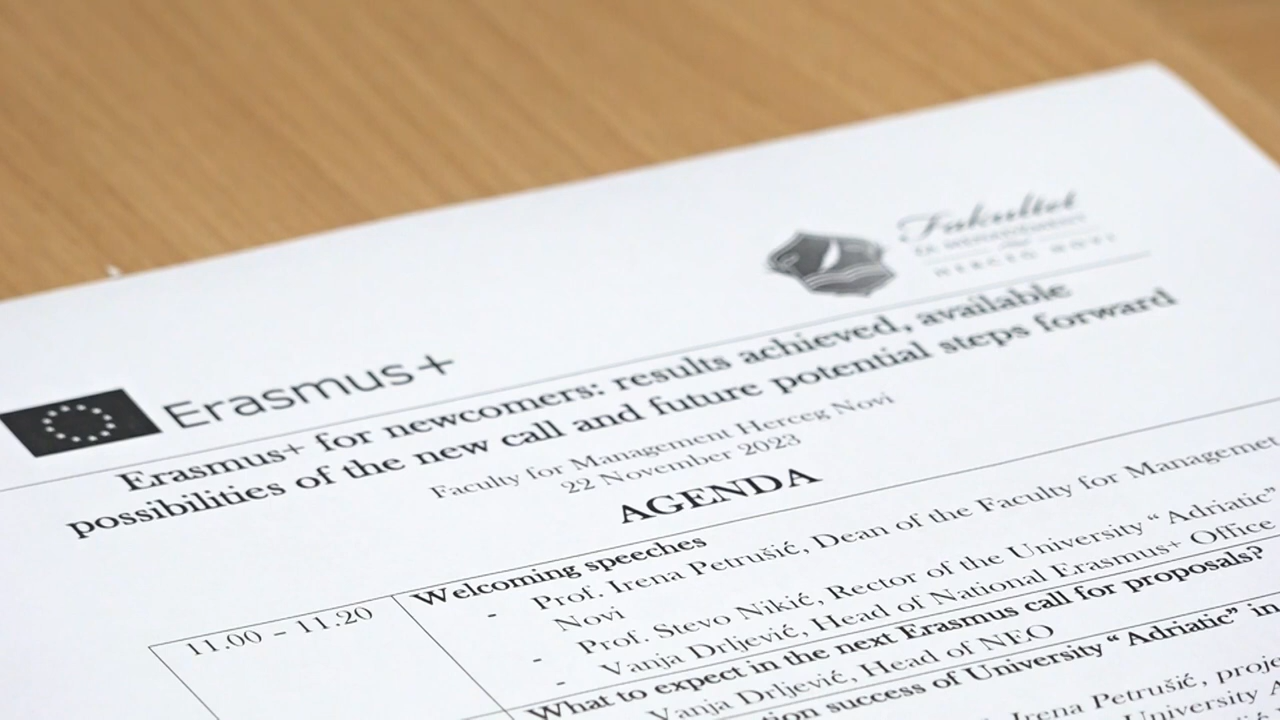 Fakultet
HERCEG NOVI
Erasmus+
Erasmus+ for newcomers: results achieved, available
possibilities of the new call and future potential steps forward
Faculty for Management Herceg Novi
22 November 2023
AGENDA
11.00 - 11.20
Welcoming speeches
- Prof. Irena Petrušić, Dean of the Faculty for Managemet
Novi
- Prof. Stevo Nikić, Rector of the University “Adriatic”
- Vanja Drljević, Head of National Erasmus+ Office
What to expect in the next Erasmus call for proposals?
Vanja Drljević, Head of NEO
success of University “Adriatic” in
Irena Petrušić,
University